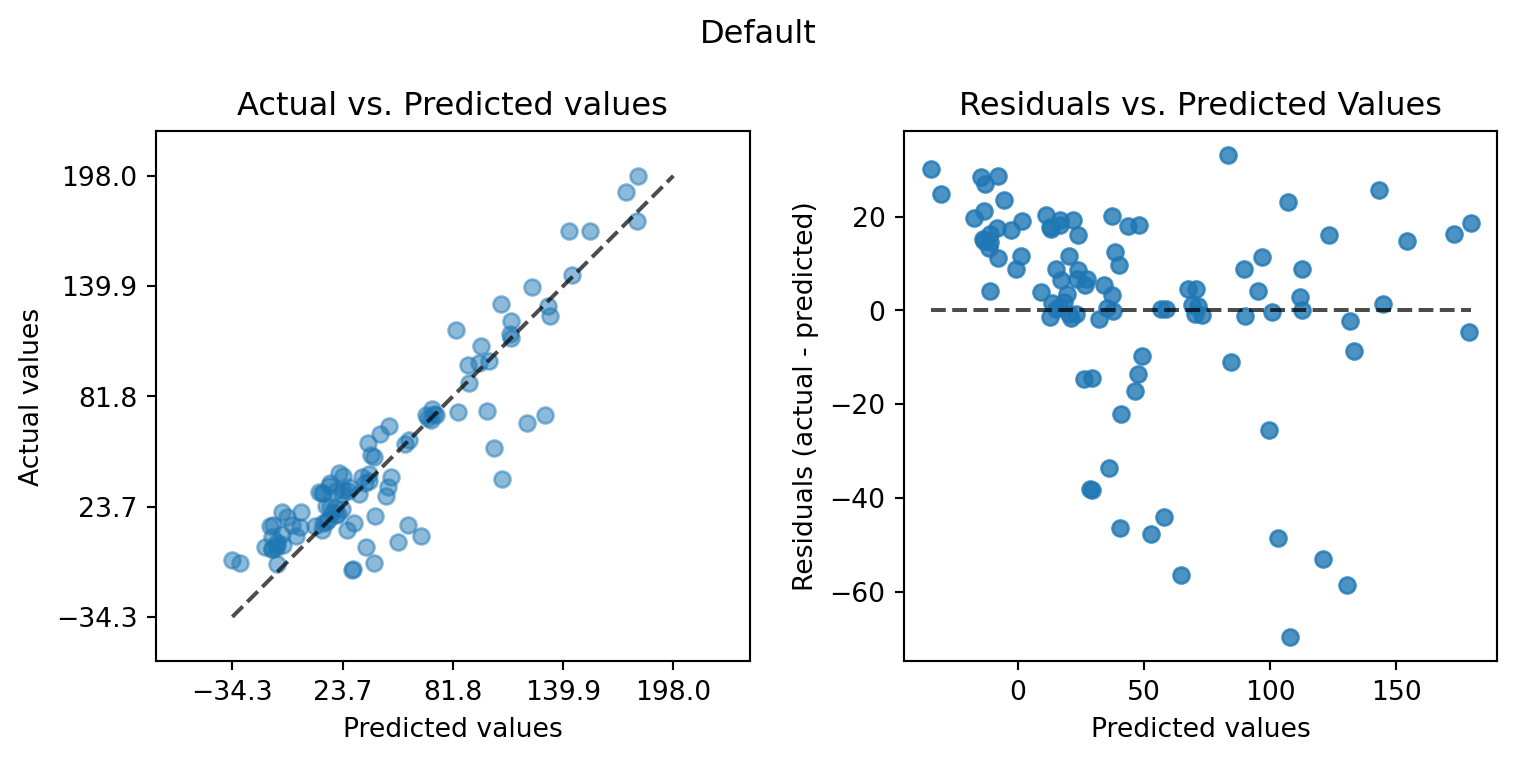 Default
Actual vs. Predicted values
198.0
139.9
81.8
23.7
−34.3
−34.3 23.7 81.8 139.9 198.0
Predicted values
Actual values
Residuals vs. Predicted Values
20
0
−20
−40
−60
0 50 100 150
Predicted values
Residuals (actual - predicted)